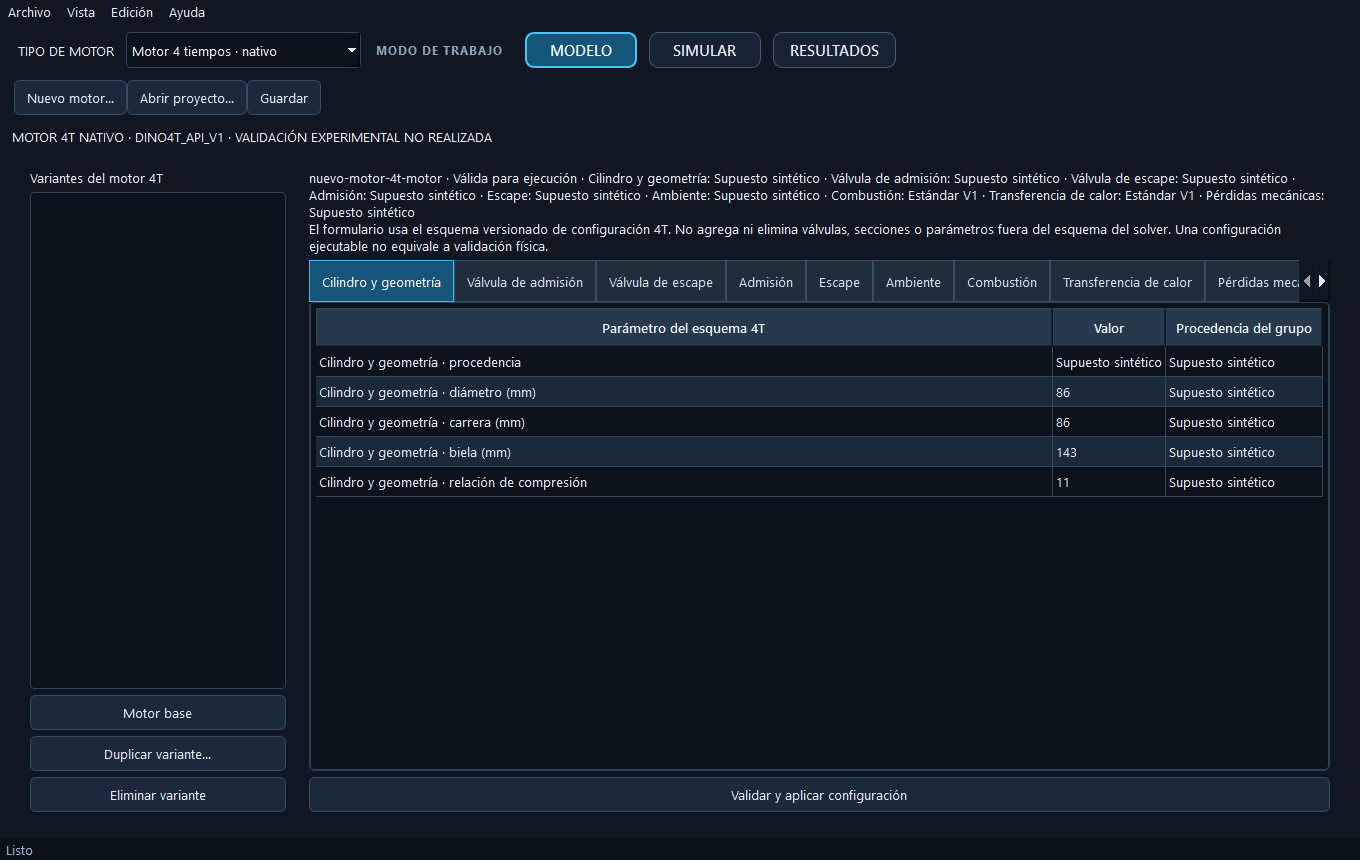 Archivo Vista Edición Ayuda
TIPO DE MOTOR Motor 4 tiempos · nativo MODO DE TRABAJO MODELO SIMULAR RESULTADOS
Nuevo motor... Abrir proyecto... Guardar
MOTOR 4T NATIVO · DINO4T_API_V1 · VALIDACIÓN EXPERIMENTAL NO REALIZADA
Variantes del motor 4T
nuevo-motor-4t-motor · Válida para ejecución · Cilindro y geometría: Supuesto sintético · Válvula de admisión: Supuesto sintético · Válvula de escape: Supuesto sintético ·
Admisión: Supuesto sintético · Escape: Supuesto sintético · Ambiente: Supuesto sintético · Combustión: Estándar V1 · Transferencia de calor: Estándar V1 · Pérdidas mecánicas:
Supuesto sintético
El formulario usa el esquema versionado de configuración 4T. No agrega ni elimina válvulas, secciones o parámetros fuera del esquema del solver. Una configuración
ejecutable no equivale a validación física.
Cilindro y geometría Válvula de admisión Válvula de escape Admisión Escape Ambiente Combustión Transferencia de calor Pérdidas meca
Parámetro del esquema 4T Valor Procedencia del grupo
Cilindro y geometría · procedencia Supuesto sintético Supuesto sintético
Cilindro y geometría · diámetro (mm) 86 Supuesto sintético
Cilindro y geometría · carrera (mm) 86 Supuesto sintético
Cilindro y geometría · biela (mm) 143 Supuesto sintético
Cilindro y geometría · relación de compresión 11 Supuesto sintético
Motor base
Duplicar variante...
Eliminar variante
Validar y aplicar configuración
Listo